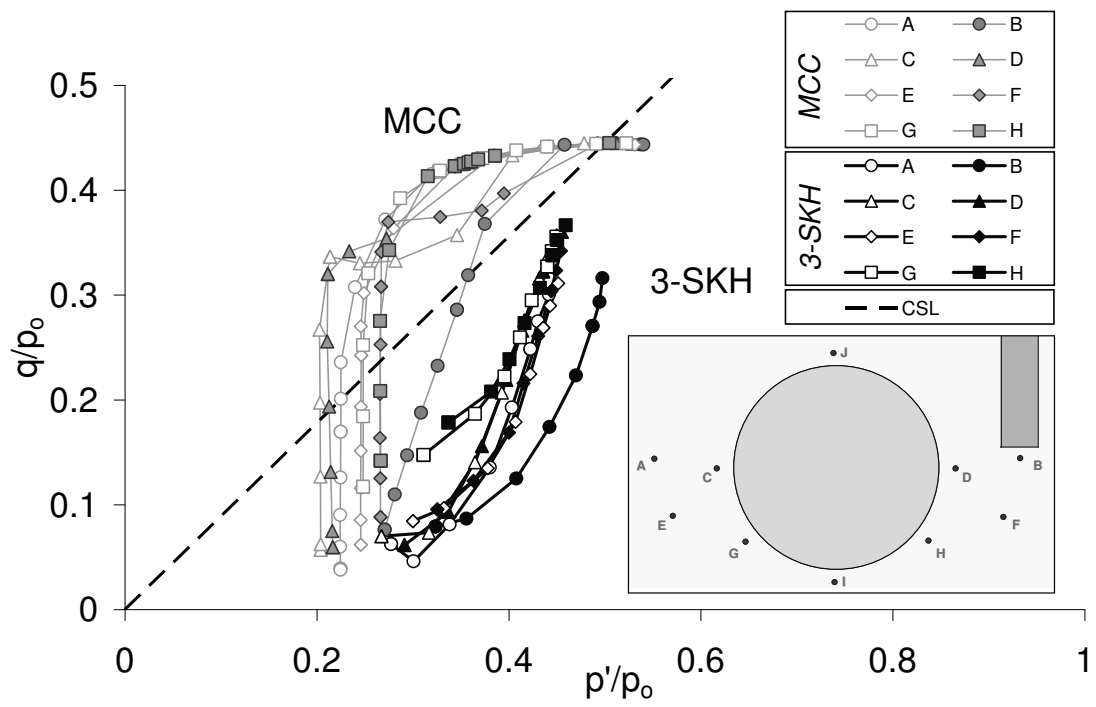 MCC
A B
C D
E F
G H
3-SKH
A B
C D
E F
G H
CSL
q/po
0.5
0.4
0.3
0.2
0.1
0
MCC
3-SKH
J
A B
C D
E F
G H
I
0 0.2 0.4 0.6 0.8 1
p'/po